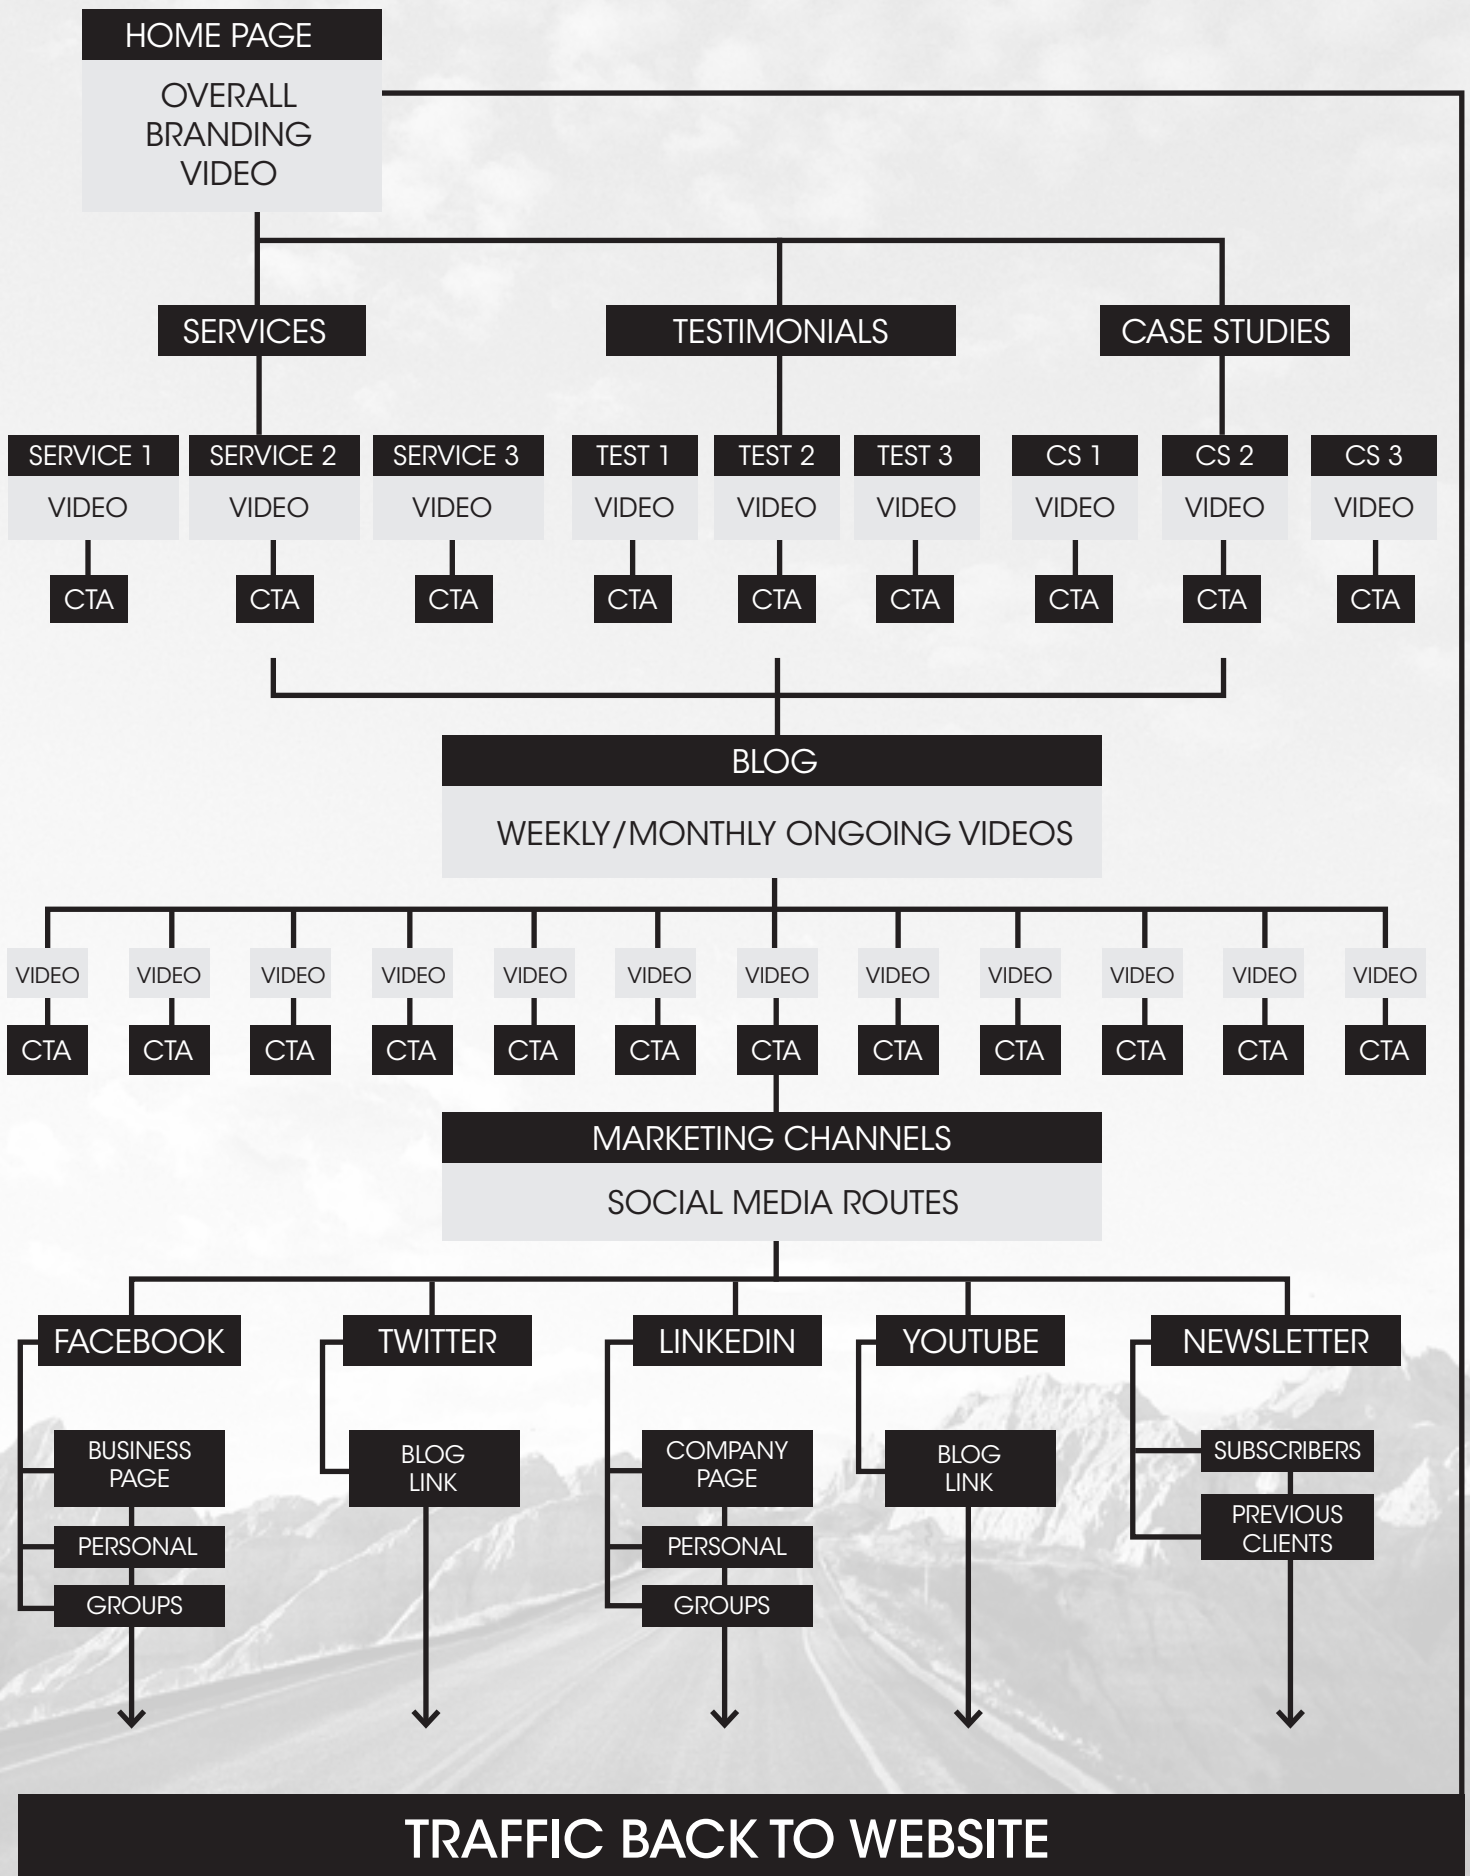 HOME PAGE
OVERALL
BRANDING
VIDEO
SERVICES
TESTIMONIALS
CASE STUDIES
SERVICE 1
SERVICE 2
SERVICE 3
TEST 1
TEST 2
TEST 3
CS 1
CS 2
CS 3
VIDEO
VIDEO
VIDEO
VIDEO
VIDEO
VIDEO
VIDEO
VIDEO
VIDEO
CTA
CTA
CTA
CTA
CTA
CTA
CTA
CTA
CTA
BLOG
WEEKLY/MONTHLY ONGOING VIDEOS
VIDEO
VIDEO
VIDEO
VIDEO
VIDEO
VIDEO
VIDEO
VIDEO
VIDEO
VIDEO
VIDEO
VIDEO
CTA
CTA
CTA
CTA
CTA
CTA
CTA
CTA
CTA
CTA
CTA
CTA
MARKETING CHANNELS
SOCIAL MEDIA ROUTES
FACEBOOK
BUSINESS
PAGE
PERSONAL
GROUPS
TWITTER
BLOG
LINK
LINKEDIN
COMPANY
PAGE
PERSONAL
GROUPS
YOUTUBE
BLOG
LINK
NEWSLETTER
SUBSCRIBERS
PREVIOUS
CLIENTS
TRAFFIC BACK TO WEBSITE